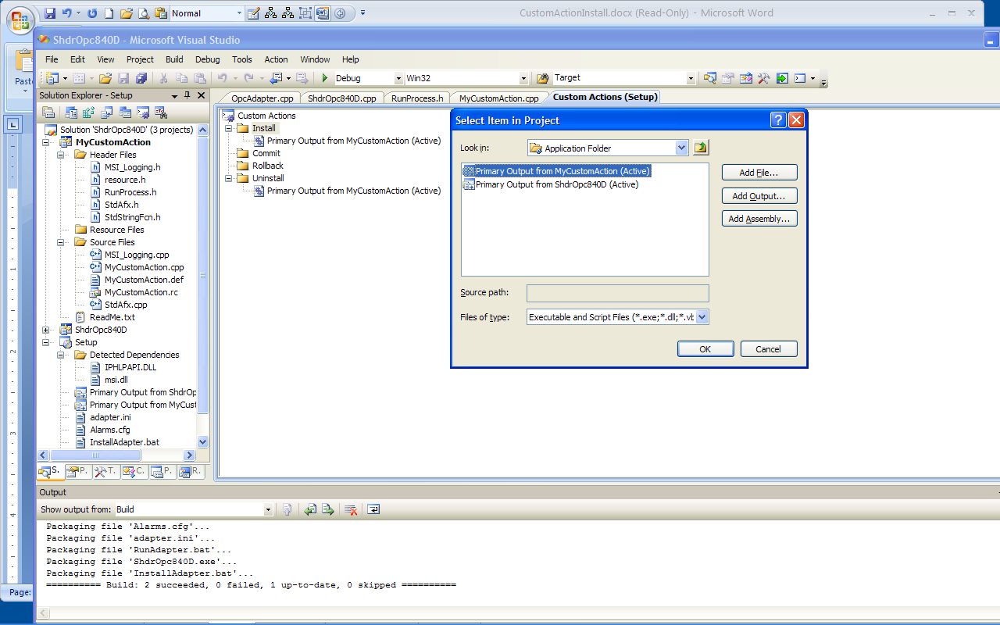 Normal
CustomActionInstall.docx (Read-Only) - Microsoft Word
ShdrOpc840D - Microsoft Visual Studio
File Edit View Project Build Debug Tools Action Window Help
Debug Win32 Target
Solution Explorer - Setup
OpcAdapter.cpp ShdrOpc840D.cpp RunProcess.h MyCustomAction.cpp Custom Actions (Setup)
Solution 'ShdrOpc840D' (3 projects)
MyCustomAction
Header Files
MSI_Logging.h
resource.h
RunProcess.h
StdAfx.h
StdStringFcn.h
Resource Files
Source Files
MSI_Logging.cpp
MyCustomAction.cpp
MyCustomAction.def
MyCustomAction.rc
StdAfx.cpp
ReadMe.txt
ShdrOpc840D
Setup
Detected Dependencies
IPHLPAPI.DLL
msi.dll
Primary Output from ShdrOp
Primary Output from MyCust
adapter.ini
Alarms.cfg
InstallAdapter.bat
S. P. T. C. P. R.
Custom Actions
Install
Primary Output from MyCustomAction (Active)
Commit
Rollback
Uninstall
Primary Output from MyCustomAction (Active)
Select Item in Project
Look in: Application Folder
Primary Output from MyCustomAction (Active)
Primary Output from ShdrOpc840D (Active)
Add File...
Add Output...
Add Assembly...
Source path:
Files of type: Executable and Script Files (*.exe;*.dll;*.vb
OK Cancel
Output
Show output from: Build
Packaging file 'Alarms.cfg'...
Packaging file 'adapter.ini'...
Packaging file 'RunAdapter.bat'...
Packaging file 'ShdrOpc840D.exe'...
Packaging file 'InstallAdapter.bat'...
========== Build: 2 succeeded, 0 failed, 1 up-to-date, 0 skipped ==========
Past
L
1
2
3
4
Page: